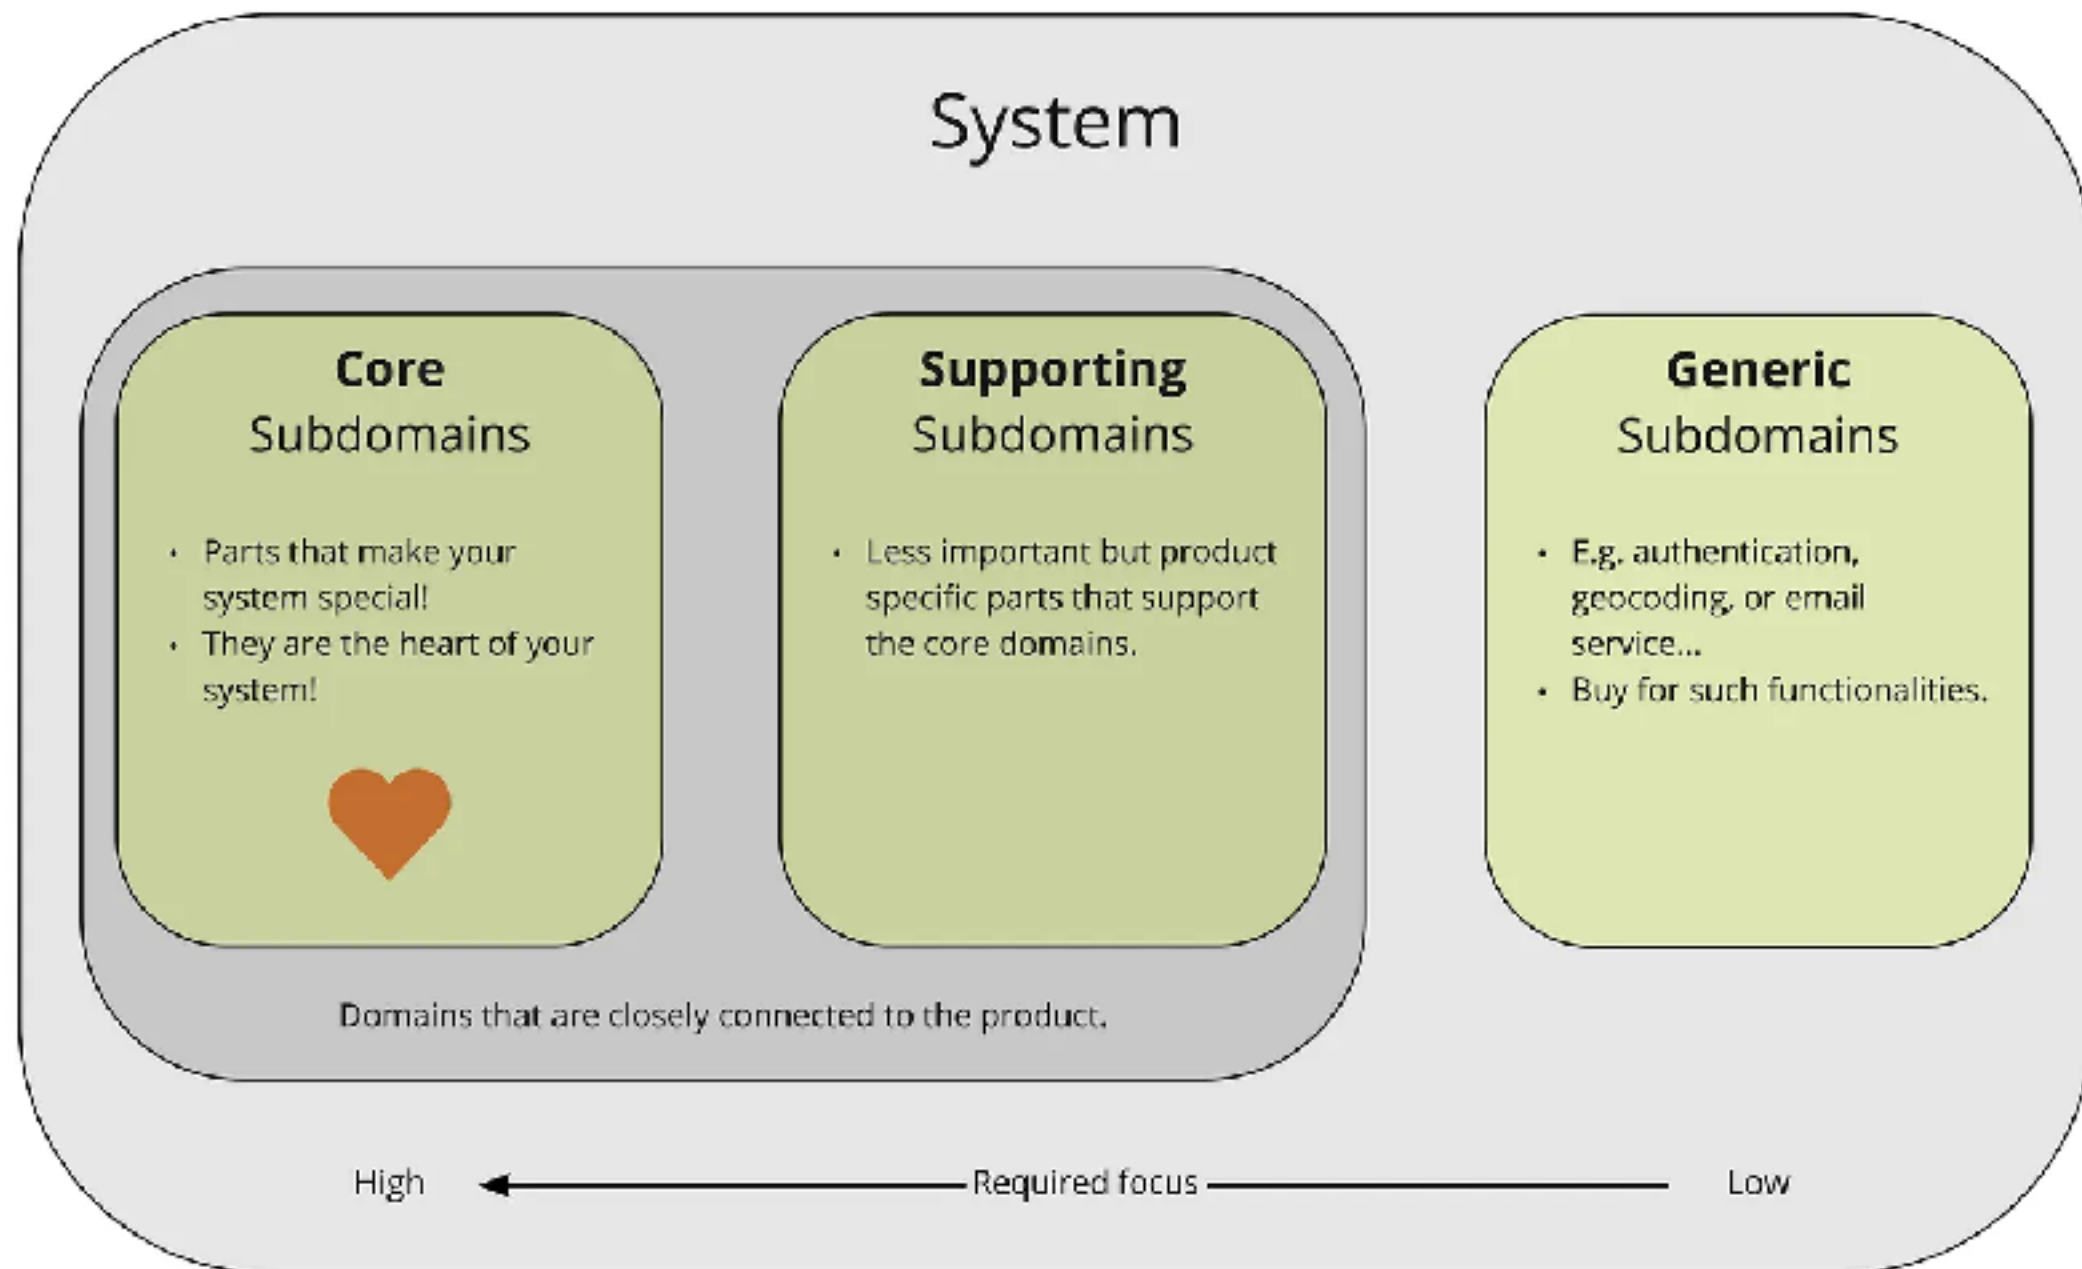 System
Core
Subdomains
• Parts that make your
system special!
• They are the heart of your
system!
Supporting
Subdomains
• Less important but product
specific parts that support
the core domains.
Generic
Subdomains
• E.g. authentication,
geocoding, or email
service...
• Buy for such functionalities.
Domains that are closely connected to the product.
High
Required focus
Low